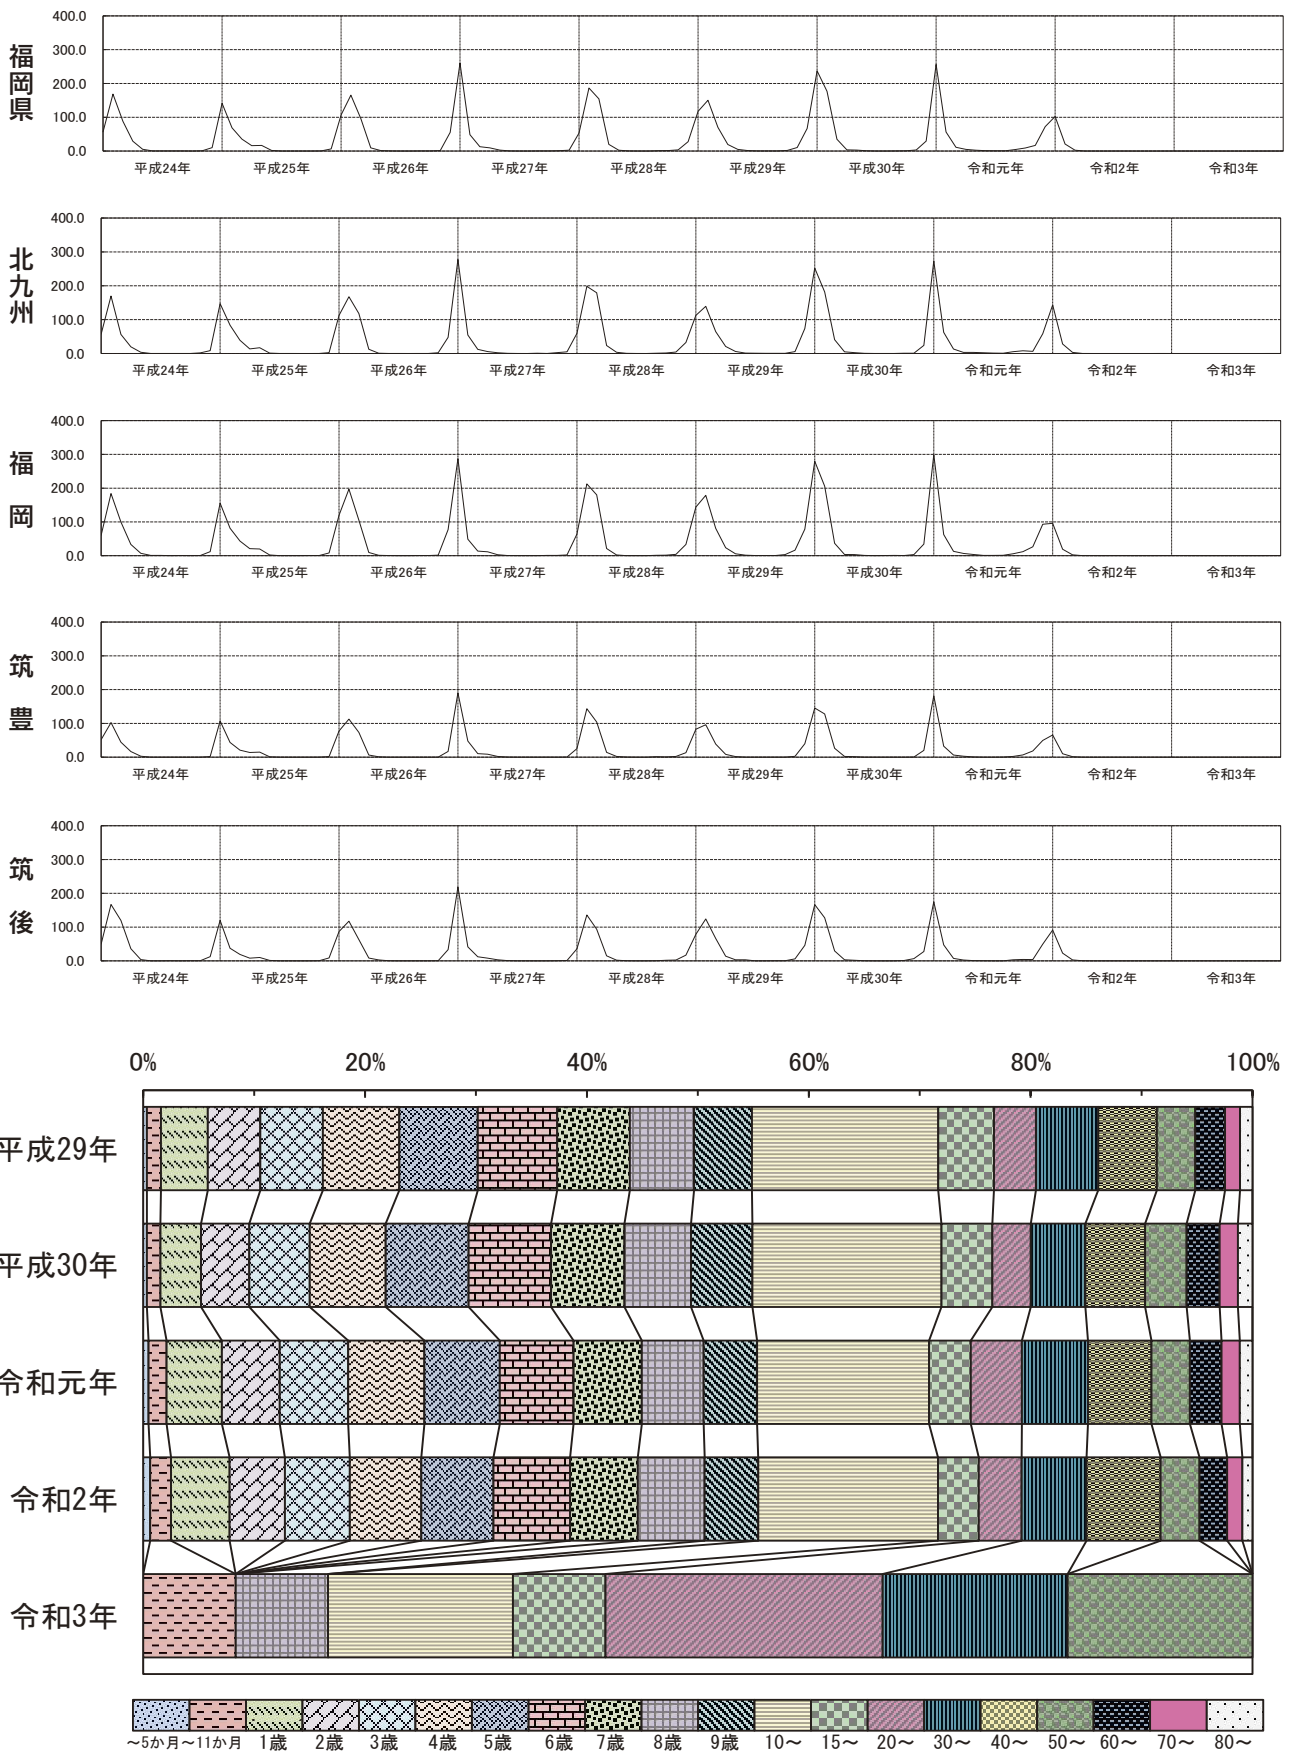 福岡県
400.0
300.0
200.0
100.0
0.0
平成24年 平成25年 平成26年 平成27年 平成28年 平成29年 平成30年 令和元年 令和2年 令和3年
北九州
400.0
300.0
200.0
100.0
0.0
平成24年 平成25年 平成26年 平成27年 平成28年 平成29年 平成30年 令和元年 令和2年 令和3年
福岡
400.0
300.0
200.0
100.0
0.0
平成24年 平成25年 平成26年 平成27年 平成28年 平成29年 平成30年 令和元年 令和2年 令和3年
筑豊
400.0
300.0
200.0
100.0
0.0
平成24年 平成25年 平成26年 平成27年 平成28年 平成29年 平成30年 令和元年 令和2年 令和3年
筑後
400.0
300.0
200.0
100.0
0.0
平成24年 平成25年 平成26年 平成27年 平成28年 平成29年 平成30年 令和元年 令和2年 令和3年
0% 20% 40% 60% 80% 100%
平成29年
平成30年
令和元年
令和2年
令和3年
～5か月 ～11か月 1歳 2歳 3歳 4歳 5歳 6歳 7歳 8歳 9歳 10～ 15～ 20～ 30～ 40～ 50～ 60～ 70～ 80～